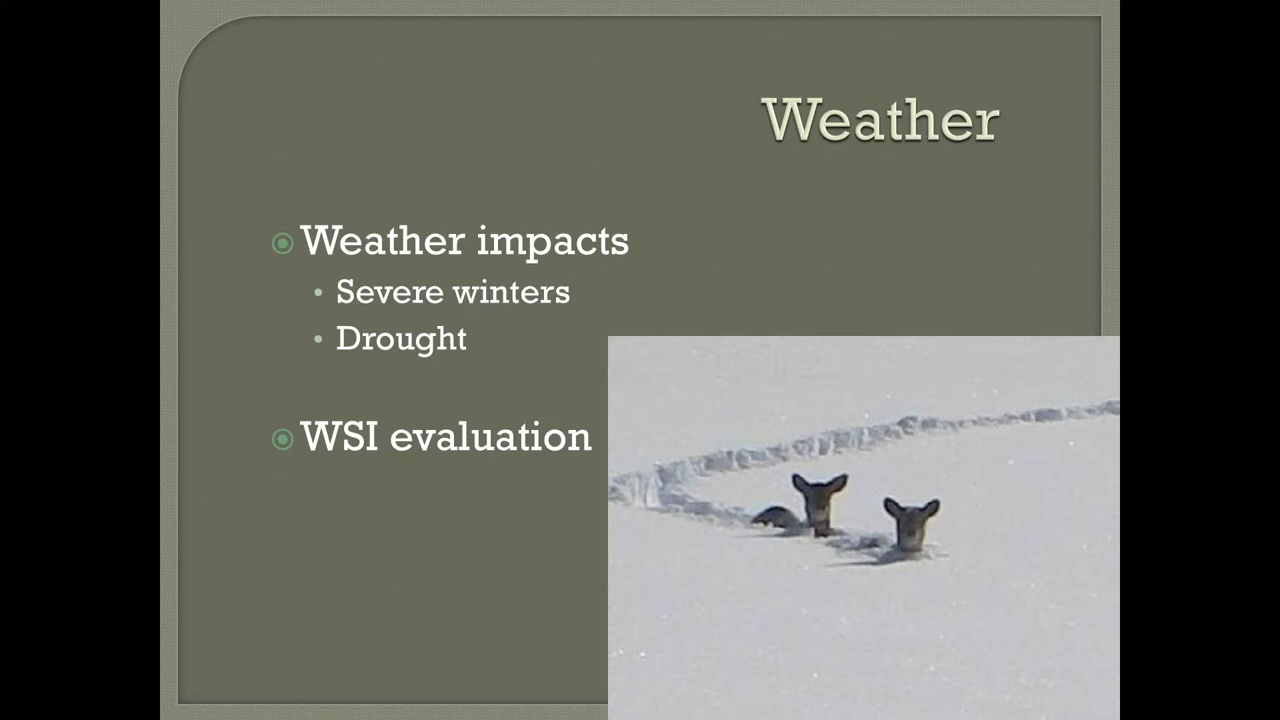 Weather
Weather impacts
Severe winters
Drought
WSI evaluation